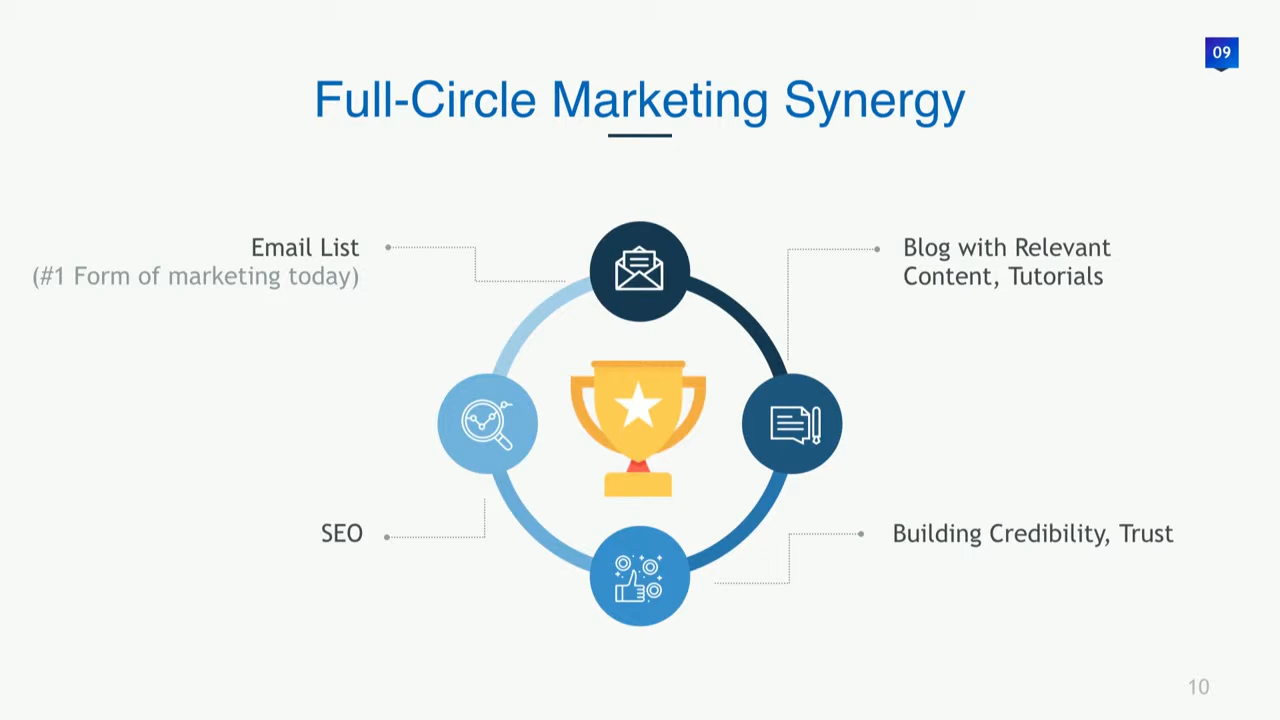 09
Full-Circle Marketing Synergy
Email List
(#1 Form of marketing today)
Blog with Relevant
Content, Tutorials
SEO
Building Credibility, Trust
10